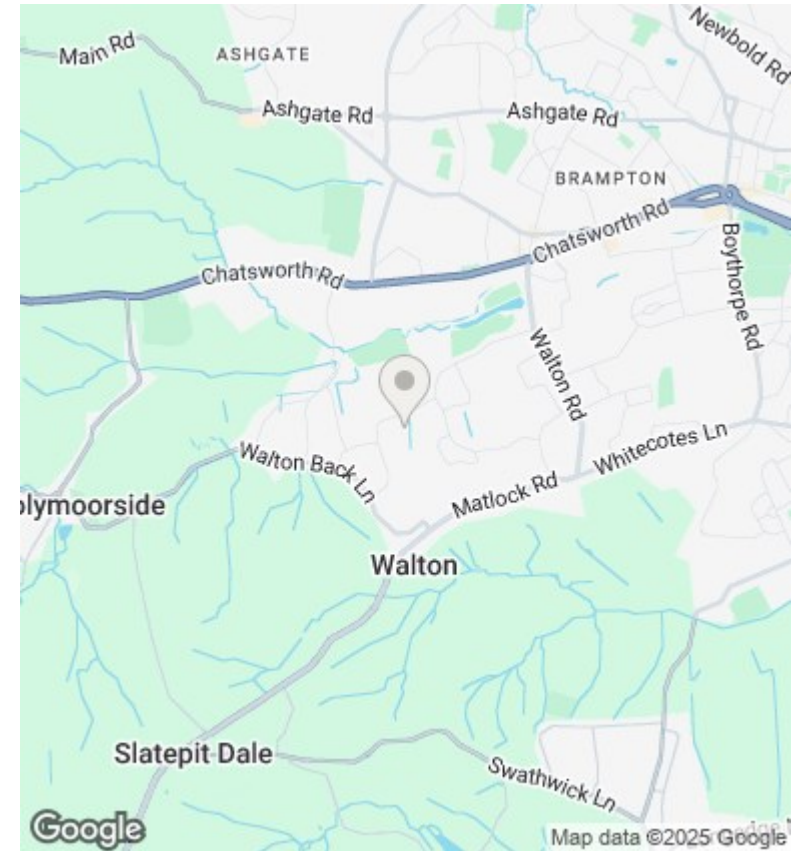 Newbold Rd
Main Rd
ASHGATE
Ashgate Rd
Ashgate Rd
BRAMPTON
Chatsworth Rd
Chatsworth Rd
Boythorpe Rd
Walton Rd
Walton Back Ln
Whitecotes Ln
Matlock Rd
olymoorside
Walton
Slatepit Dale
Swathwick Ln
Google
Map data ©2025 Google